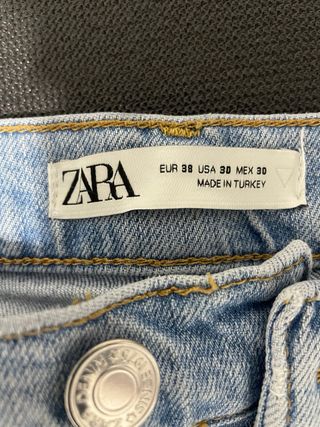 ZARA
EUR 38 USA 30 MEX 30
MADE IN TURKEY